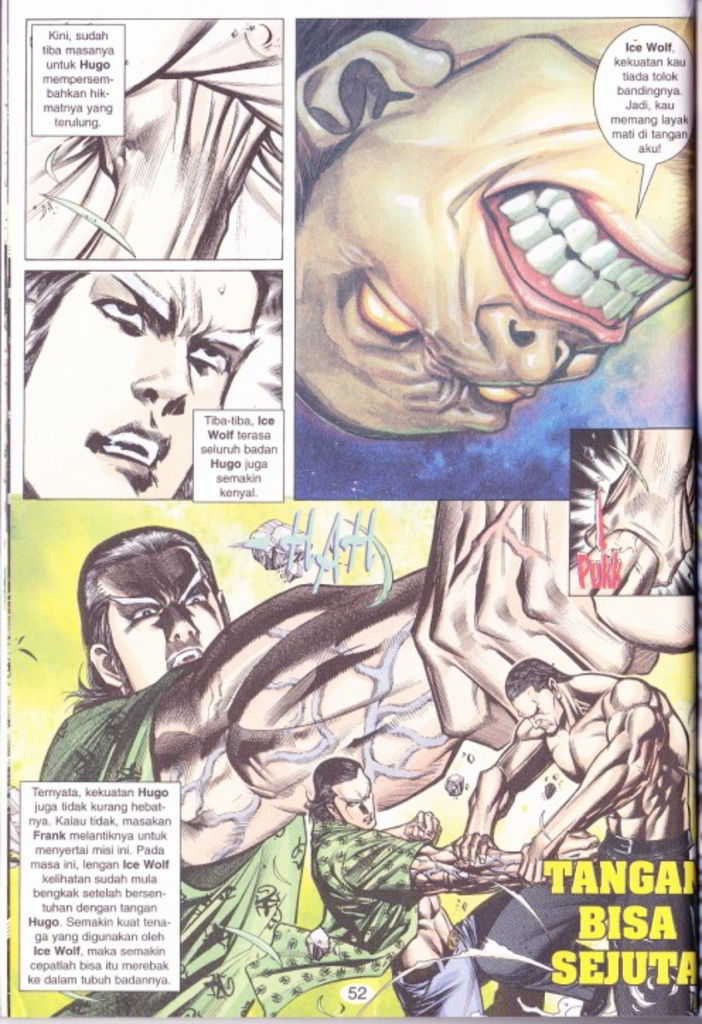 Kini, sudah
tiba masanya
untuk Hugo
mempersem-
bahkan hik-
matnya yang
terulung.
Ice Wolf,
kekuatan kau
tiada tolok
bandingnya.
Jadi, kau
memang layak
mati di tangan
aku!
Tiba-tiba, Ice
Wolf terasa
seluruh badan
Hugo juga
semakin
kenyal.
Pukk
HAH
Ternyata, kekuatan Hugo
juga tidak kurang hebat-
nya. Kalau tidak, masakan
Frank melantiknya untuk
menyertai misi ini. Pada
masa ini, lengan Ice Wolf
kelihatan sudah mula
bengkak setelah bersen-
tuhan dengan tangan
Hugo. Semakin kuat tena-
ga yang digunakan oleh
Ice Wolf, maka semakin
cepatlah bisa itu merebak
ke dalam tubuh badannya.
TANGAN
BISA
SEJUTA
52